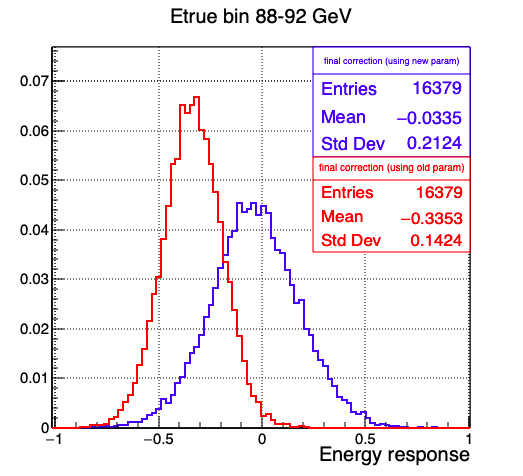 Etrue bin 88-92 GeV
final correction (using new param)
Entries 16379
Mean −0.0335
Std Dev 0.2124
final correction (using old param)
Entries 16379
Mean −0.3353
Std Dev 0.1424
0.07
0.06
0.05
0.04
0.03
0.02
0.01
0
−1 −0.5 0 0.5 1
Energy response